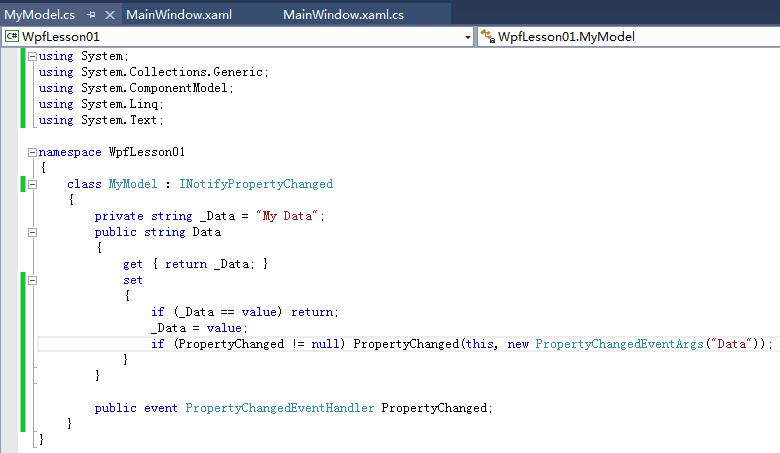 MyModel.cs MainWindow.xaml MainWindow.xaml.cs
C# WpfLesson01 WpfLesson01.MyModel
using System;
using System.Collections.Generic;
using System.ComponentModel;
using System.Linq;
using System.Text;
namespace WpfLesson01
{
    class MyModel : INotifyPropertyChanged
    {
        private string _Data = "My Data";
        public string Data
        {
            get { return _Data; }
            set
            {
                if (_Data == value) return;
                _Data = value;
                if (PropertyChanged != null) PropertyChanged(this, new PropertyChangedEventArgs("Data"));
            }
        }
        public event PropertyChangedEventHandler PropertyChanged;
    }
}